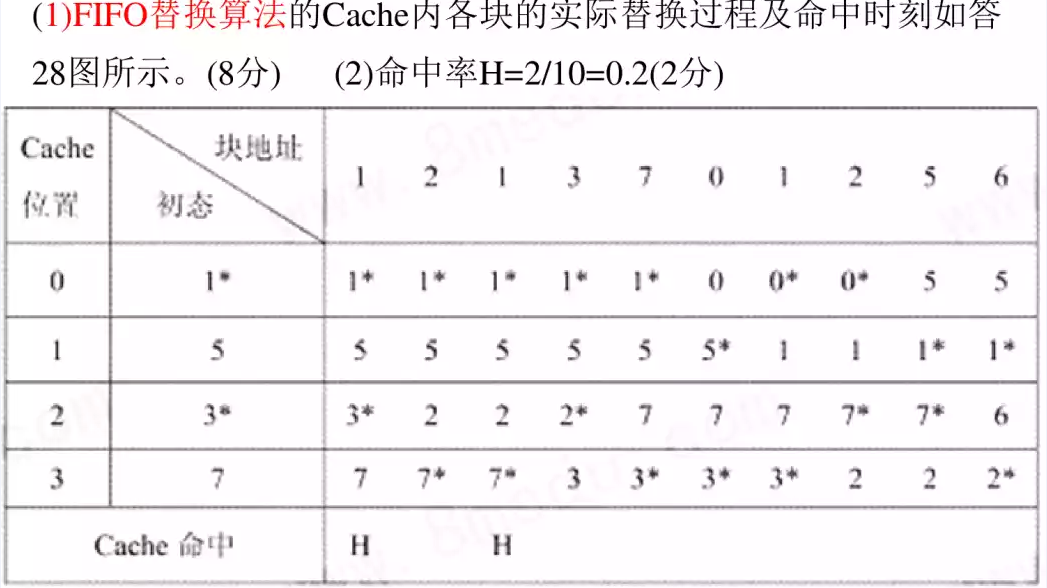 (1)FIFO替换算法的Cache内各块的实际替换过程及命中时刻如答
28图所示。(8分) (2)命中率H=2/10=0.2(2分)
Cache 位置 块地址 初态 1 2 1 3 7 0 1 2 5 6
0 1* 1* 1* 1* 1* 1* 0 0* 0* 5 5
1 5 5 5 5 5 5 5* 1 1 1* 1*
2 3* 3* 2 2 2* 7 7 7 7* 7* 6
3 7 7 7* 7* 3 3* 3* 3* 2 2 2*
Cache 命中 H H